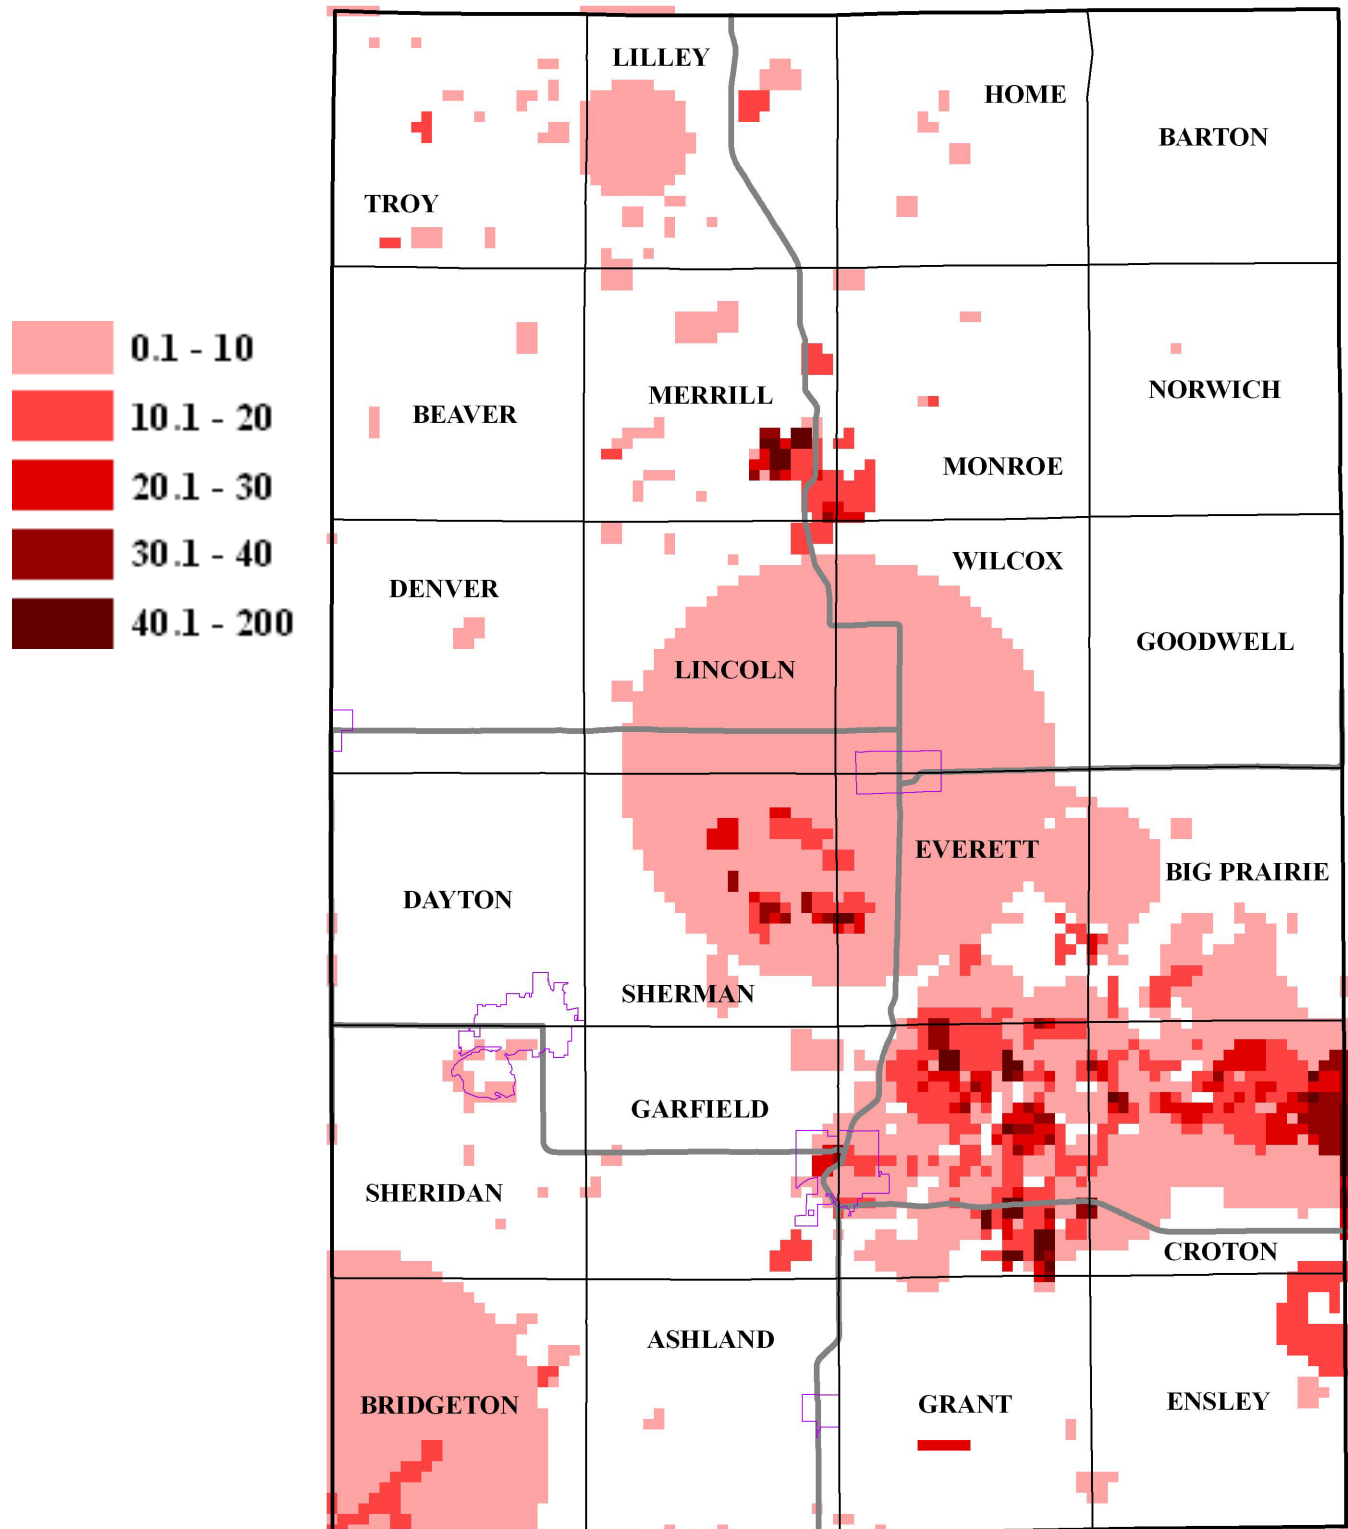 LILLEY
HOME
BARTON
TROY
0.1 - 10
10.1 - 20
20.1 - 30
30.1 - 40
40.1 - 200
MERRILL
NORWICH
BEAVER
MONROE
WILCOX
DENVER
GOODWELL
LINCOLN
EVERETT
BIG PRAIRIE
DAYTON
SHERMAN
GARFIELD
SHERIDAN
CROTON
ASHLAND
BRIDGETON
GRANT
ENSLEY